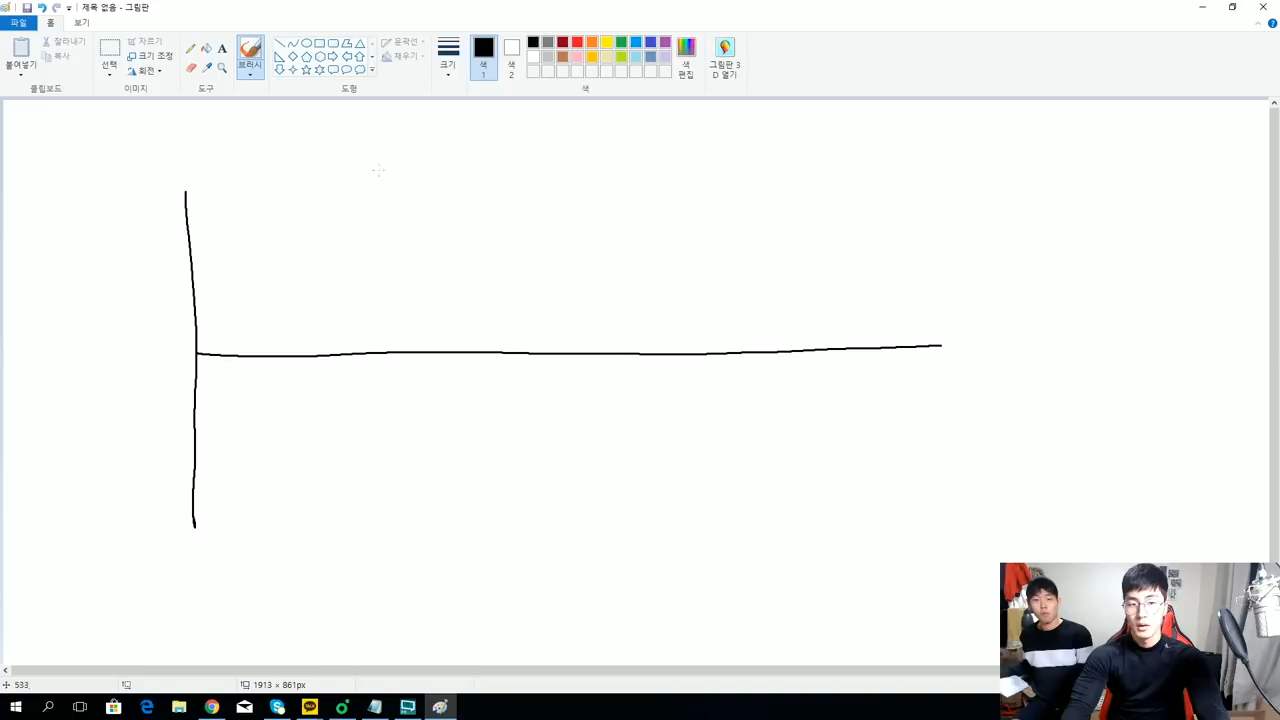 제목 없음 - 그림판
파일 홈 보기
붙여넣기 잘라내기 복사
선택 자르기 크기 조정 회전
A
브러시
윤곽선 채우기
크기
색 1
색 2
색 편집
그림판 3D 열기
클립보드 이미지 도구 도형 색
533,
1913 × 861px